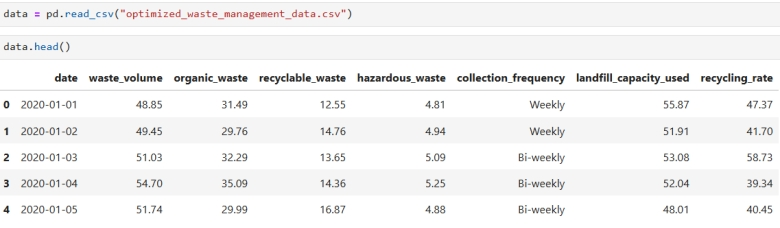 data = pd.read_csv("optimized_waste_management_data.csv")
data.head()
date waste_volume organic_waste recyclable_waste hazardous_waste collection_frequency landfill_capacity_used recycling_rate
0 2020-01-01 48.85 31.49 12.55 4.81 Weekly 55.87 47.37
1 2020-01-02 49.45 29.76 14.76 4.94 Weekly 51.91 41.70
2 2020-01-03 51.03 32.29 13.65 5.09 Bi-weekly 53.08 58.73
3 2020-01-04 54.70 35.09 14.36 5.25 Bi-weekly 52.04 39.34
4 2020-01-05 51.74 29.99 16.87 4.88 Bi-weekly 48.01 40.45